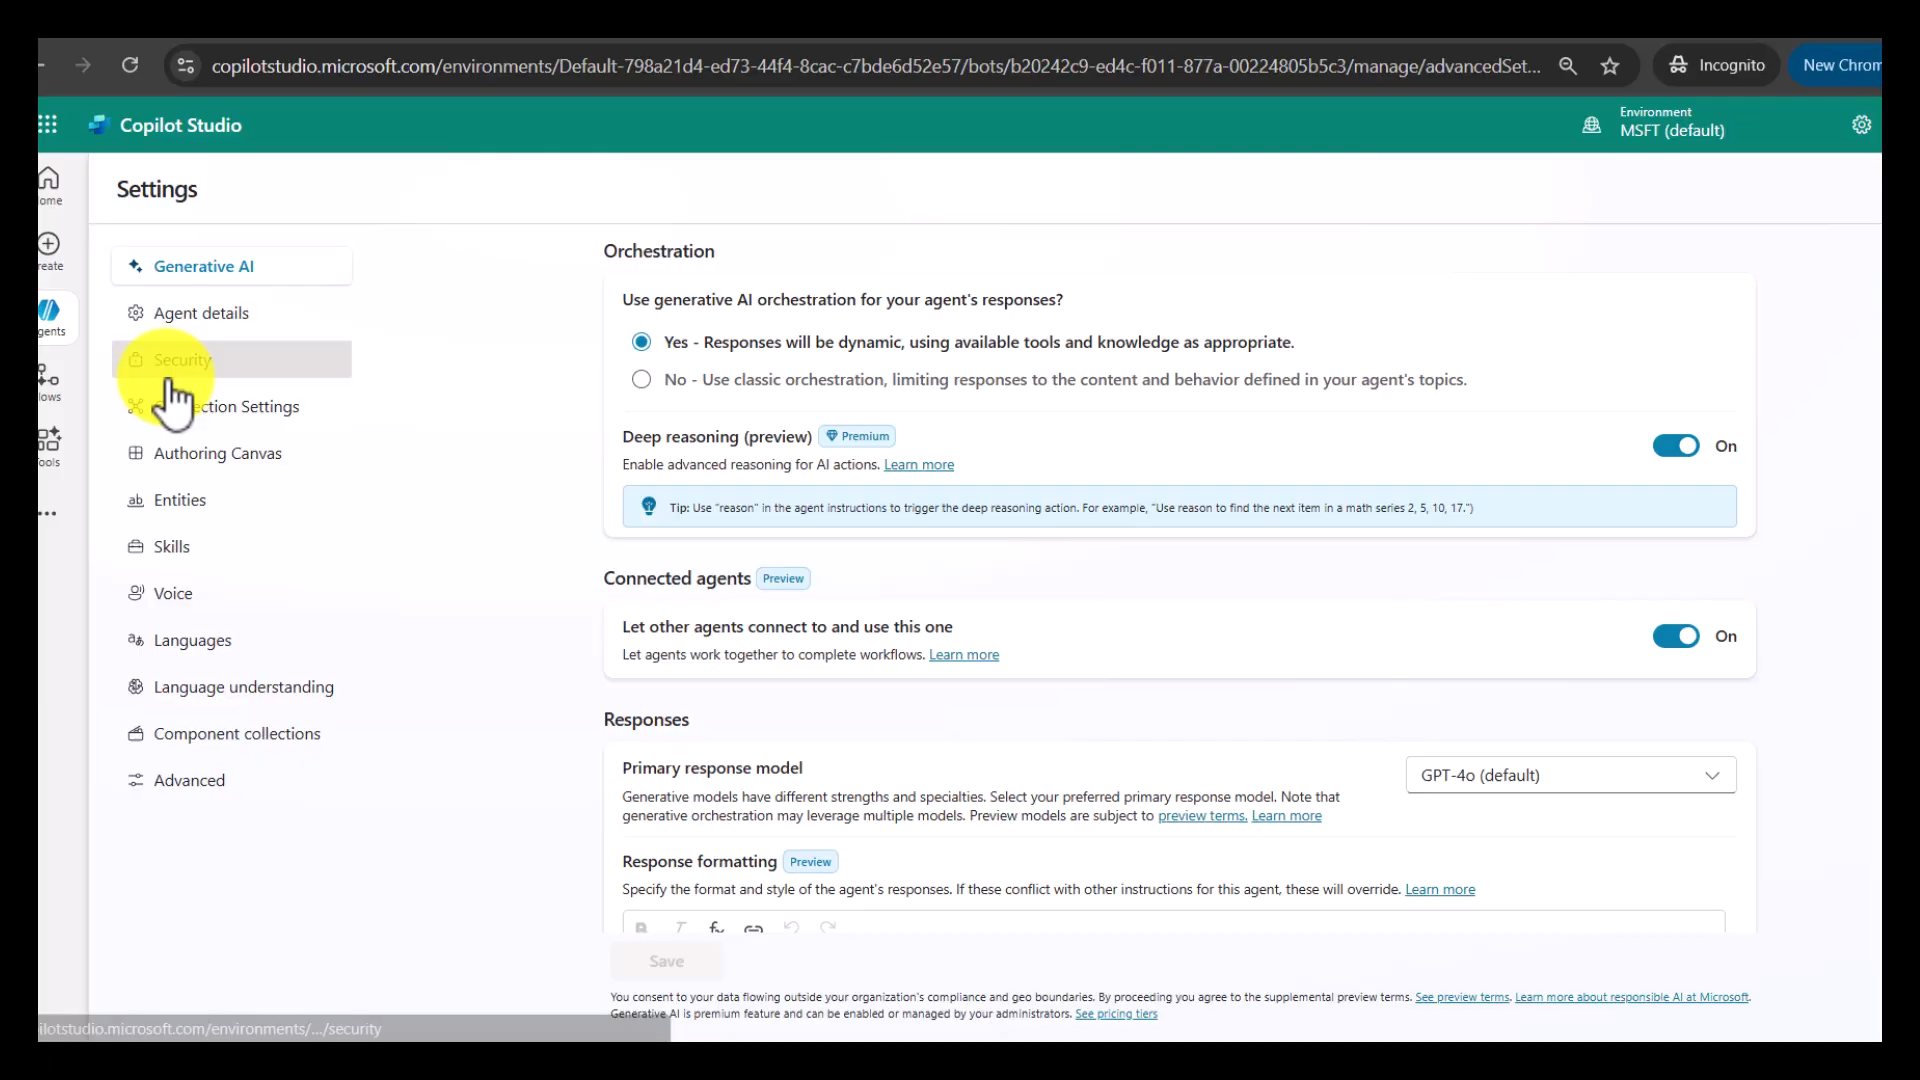 copilotstudio.microsoft.com/environments/Default-798a21d4-ed73-44f4-8cac-c7bde6d52e57/bots/b20242c9-ed4c-f011-877a-00224805b5c3/manage/advancedSet...
Incognito
New Chrom
Copilot Studio
Environment
MSFT (default)
ome
reate
gents
lows
ools
Settings
Generative AI
Agent details
Security
ection Settings
Authoring Canvas
Entities
Skills
Voice
Languages
Language understanding
Component collections
Advanced
Orchestration
Use generative AI orchestration for your agent's responses?
Yes - Responses will be dynamic, using available tools and knowledge as appropriate.
No - Use classic orchestration, limiting responses to the content and behavior defined in your agent's topics.
Deep reasoning (preview) Premium
On
Enable advanced reasoning for AI actions. Learn more
Tip: Use "reason" in the agent instructions to trigger the deep reasoning action. For example, "Use reason to find the next item in a math series 2, 5, 10, 17.")
Connected agents Preview
Let other agents connect to and use this one
On
Let agents work together to complete workflows. Learn more
Responses
Primary response model
GPT-4o (default)
Generative models have different strengths and specialties. Select your preferred primary response model. Note that
generative orchestration may leverage multiple models. Preview models are subject to preview terms. Learn more
Response formatting Preview
Specify the format and style of the agent's responses. If these conflict with other instructions for this agent, these will override. Learn more
Save
You consent to your data flowing outside your organization's compliance and geo boundaries. By proceeding you agree to the supplemental preview terms. See preview terms. Learn more about responsible AI at Microsoft.
Generative AI is premium feature and can be enabled or managed by your administrators. See pricing tiers
ilotstudio.microsoft.com/environments/.../security